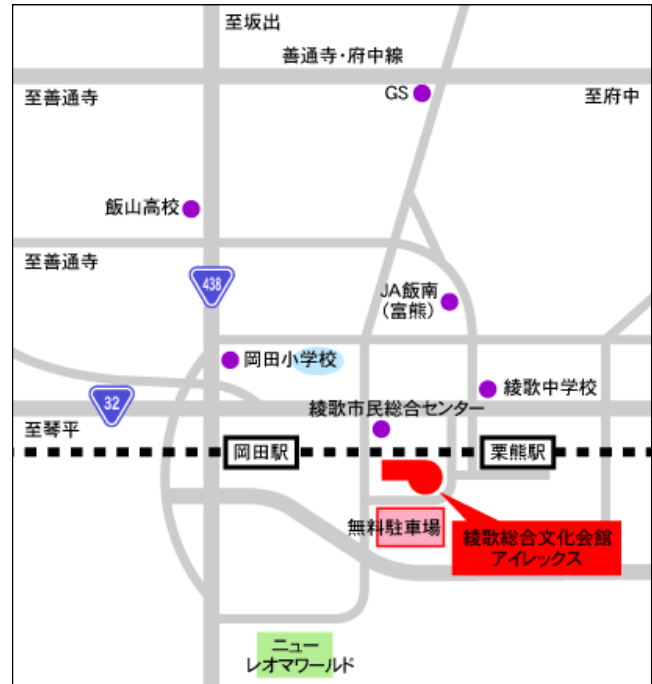 至坂出
善通寺・府中線
至善通寺
GS
至府中
飯山高校
至善通寺
438
JA飯南
（富熊）
岡田小学校
32
綾歌中学校
綾歌市民総合センター
至琴平
岡田駅
栗熊駅
無料駐車場
綾歌総合文化会館
アイレックス
ニュー
レオマワールド